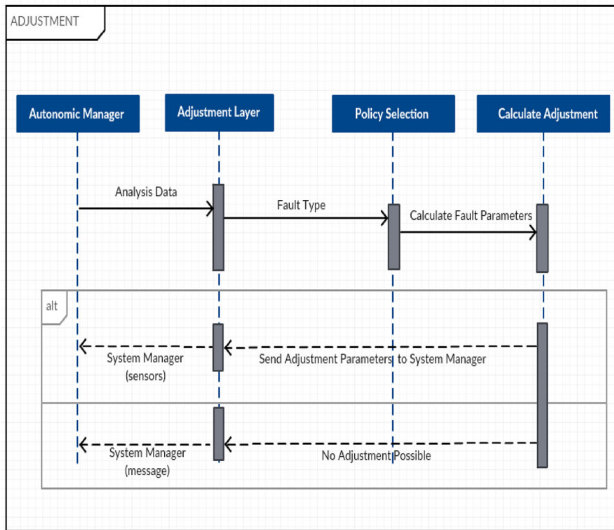 ADJUSTMENT
Autonomic Manager
Adjustment Layer
Policy Selection
Calculate Adjustment
Analysis Data
Fault Type
Calculate Fault Parameters
alt
System Manager
(sensors)
Send Adjustment Parameters to System Manager
System Manager
(message)
No Adjustment Possible